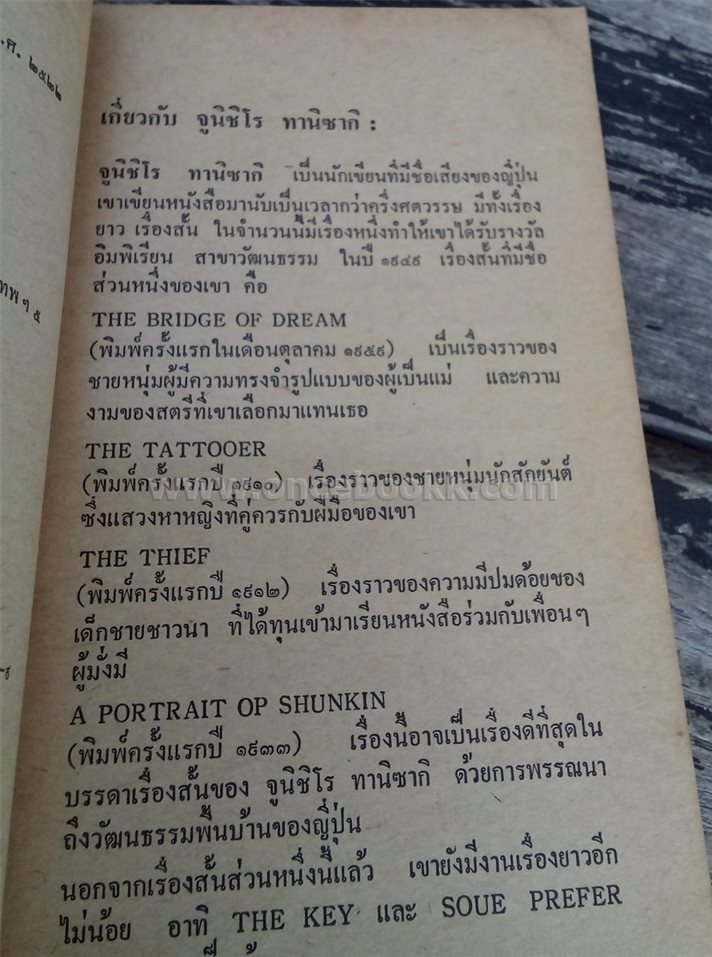 .ศ. ๒๕๒๒
เกี่ยวกับ จูนิชิโร ทานิซากิ :
จูนิชิโร ทานิซากิ เป็นนักเขียนที่มีชื่อเสียงของญี่ปุ่น
เขาเขียนหนังสือมานับเป็นเวลากว่าครึ่งศตวรรษ มีทั้งเรื่อง
ยาว เรื่องสั้น ในจำนวนนี้มีเรื่องหนึ่งทำให้เขาได้รับรางวัล
อิมพิเรียน สาขาวัฒนธรรม ในปี ๑๙๔๙ เรื่องสั้นที่มีชื่อ
ส่วนหนึ่งของเขา คือ
THE BRIDGE OF DREAM
(พิมพ์ครั้งแรกในเดือนตุลาคม ๑๙๕๙) เป็นเรื่องราวของ
ชายหนุ่มผู้มีความทรงจำรูปแบบของผู้เป็นแม่ และความ
งามของสตรีที่เขาเลือกมาแทนเธอ
THE TATTOOER
(พิมพ์ครั้งแรกปี ๑๙๑๐) เรื่องราวของชายหนุ่มนักสักยันต์
ซึ่งแสวงหาหญิงที่คู่ควรกับฝีมือของเขา
THE THIEF
(พิมพ์ครั้งแรกปี ๑๙๑๒) เรื่องราวของความมีปมด้อยของ
เด็กชายชาวนา ที่ได้ทุนเข้ามาเรียนหนังสือร่วมกับเพื่อนๆ
ผู้มั่งมี
A PORTRAIT OP SHUNKIN
(พิมพ์ครั้งแรกปี ๑๙๓๓) เรื่องนี้อาจเป็นเรื่องดีที่สุดใน
บรรดาเรื่องสั้นของ จูนิชิโร ทานิซากิ ด้วยการพรรณนา
ถึงวัฒนธรรมพื้นบ้านของญี่ปุ่น
นอกจากเรื่องสั้นส่วนหนึ่งนี้แล้ว เขายังมีงานเรื่องยาวอีก
ไม่น้อย อาทิ THE KEY และ SOUE PREFER